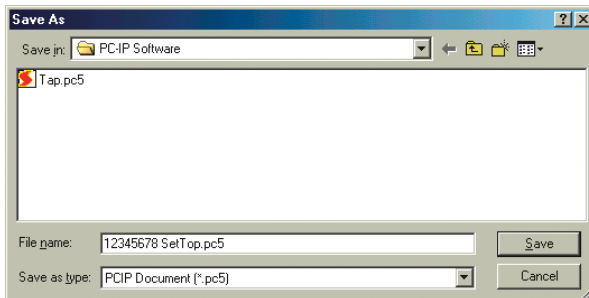 Save As
Save in: PC-IP Software
Tap.pc5
File name: 12345678 SetTop.pc5 Save
Save as type: PCIP Document (*.pc5) Cancel